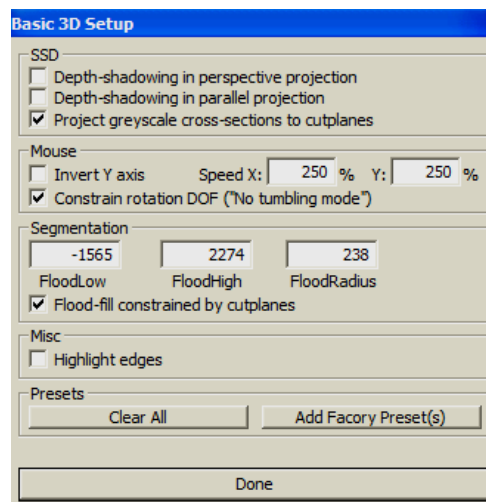 Basic 3D Setup
SSD
Depth-shadowing in perspective projection
Depth-shadowing in parallel projection
Project greyscale cross-sections to cutplanes
Mouse
Invert Y axis Speed X: 250 % Y: 250 %
Constrain rotation DOF ("No tumbling mode")
Segmentation
-1565 2274 238
FloodLow FloodHigh FloodRadius
Flood-fill constrained by cutplanes
Misc
Highlight edges
Presets
Clear All Add Facory Preset(s)
Done